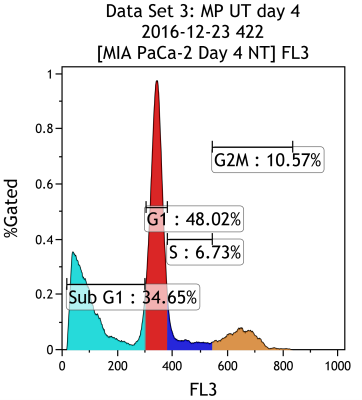 Data Set 3: MP UT day 4
2016-12-23 422
[MIA PaCa-2 Day 4 NT] FL3
%Gated
1
0.8
0.6
0.4
0.2
0
G2M : 10.57%
G1 : 48.02%
S : 6.73%
Sub G1 : 34.65%
0 200 400 600 800 1000
FL3